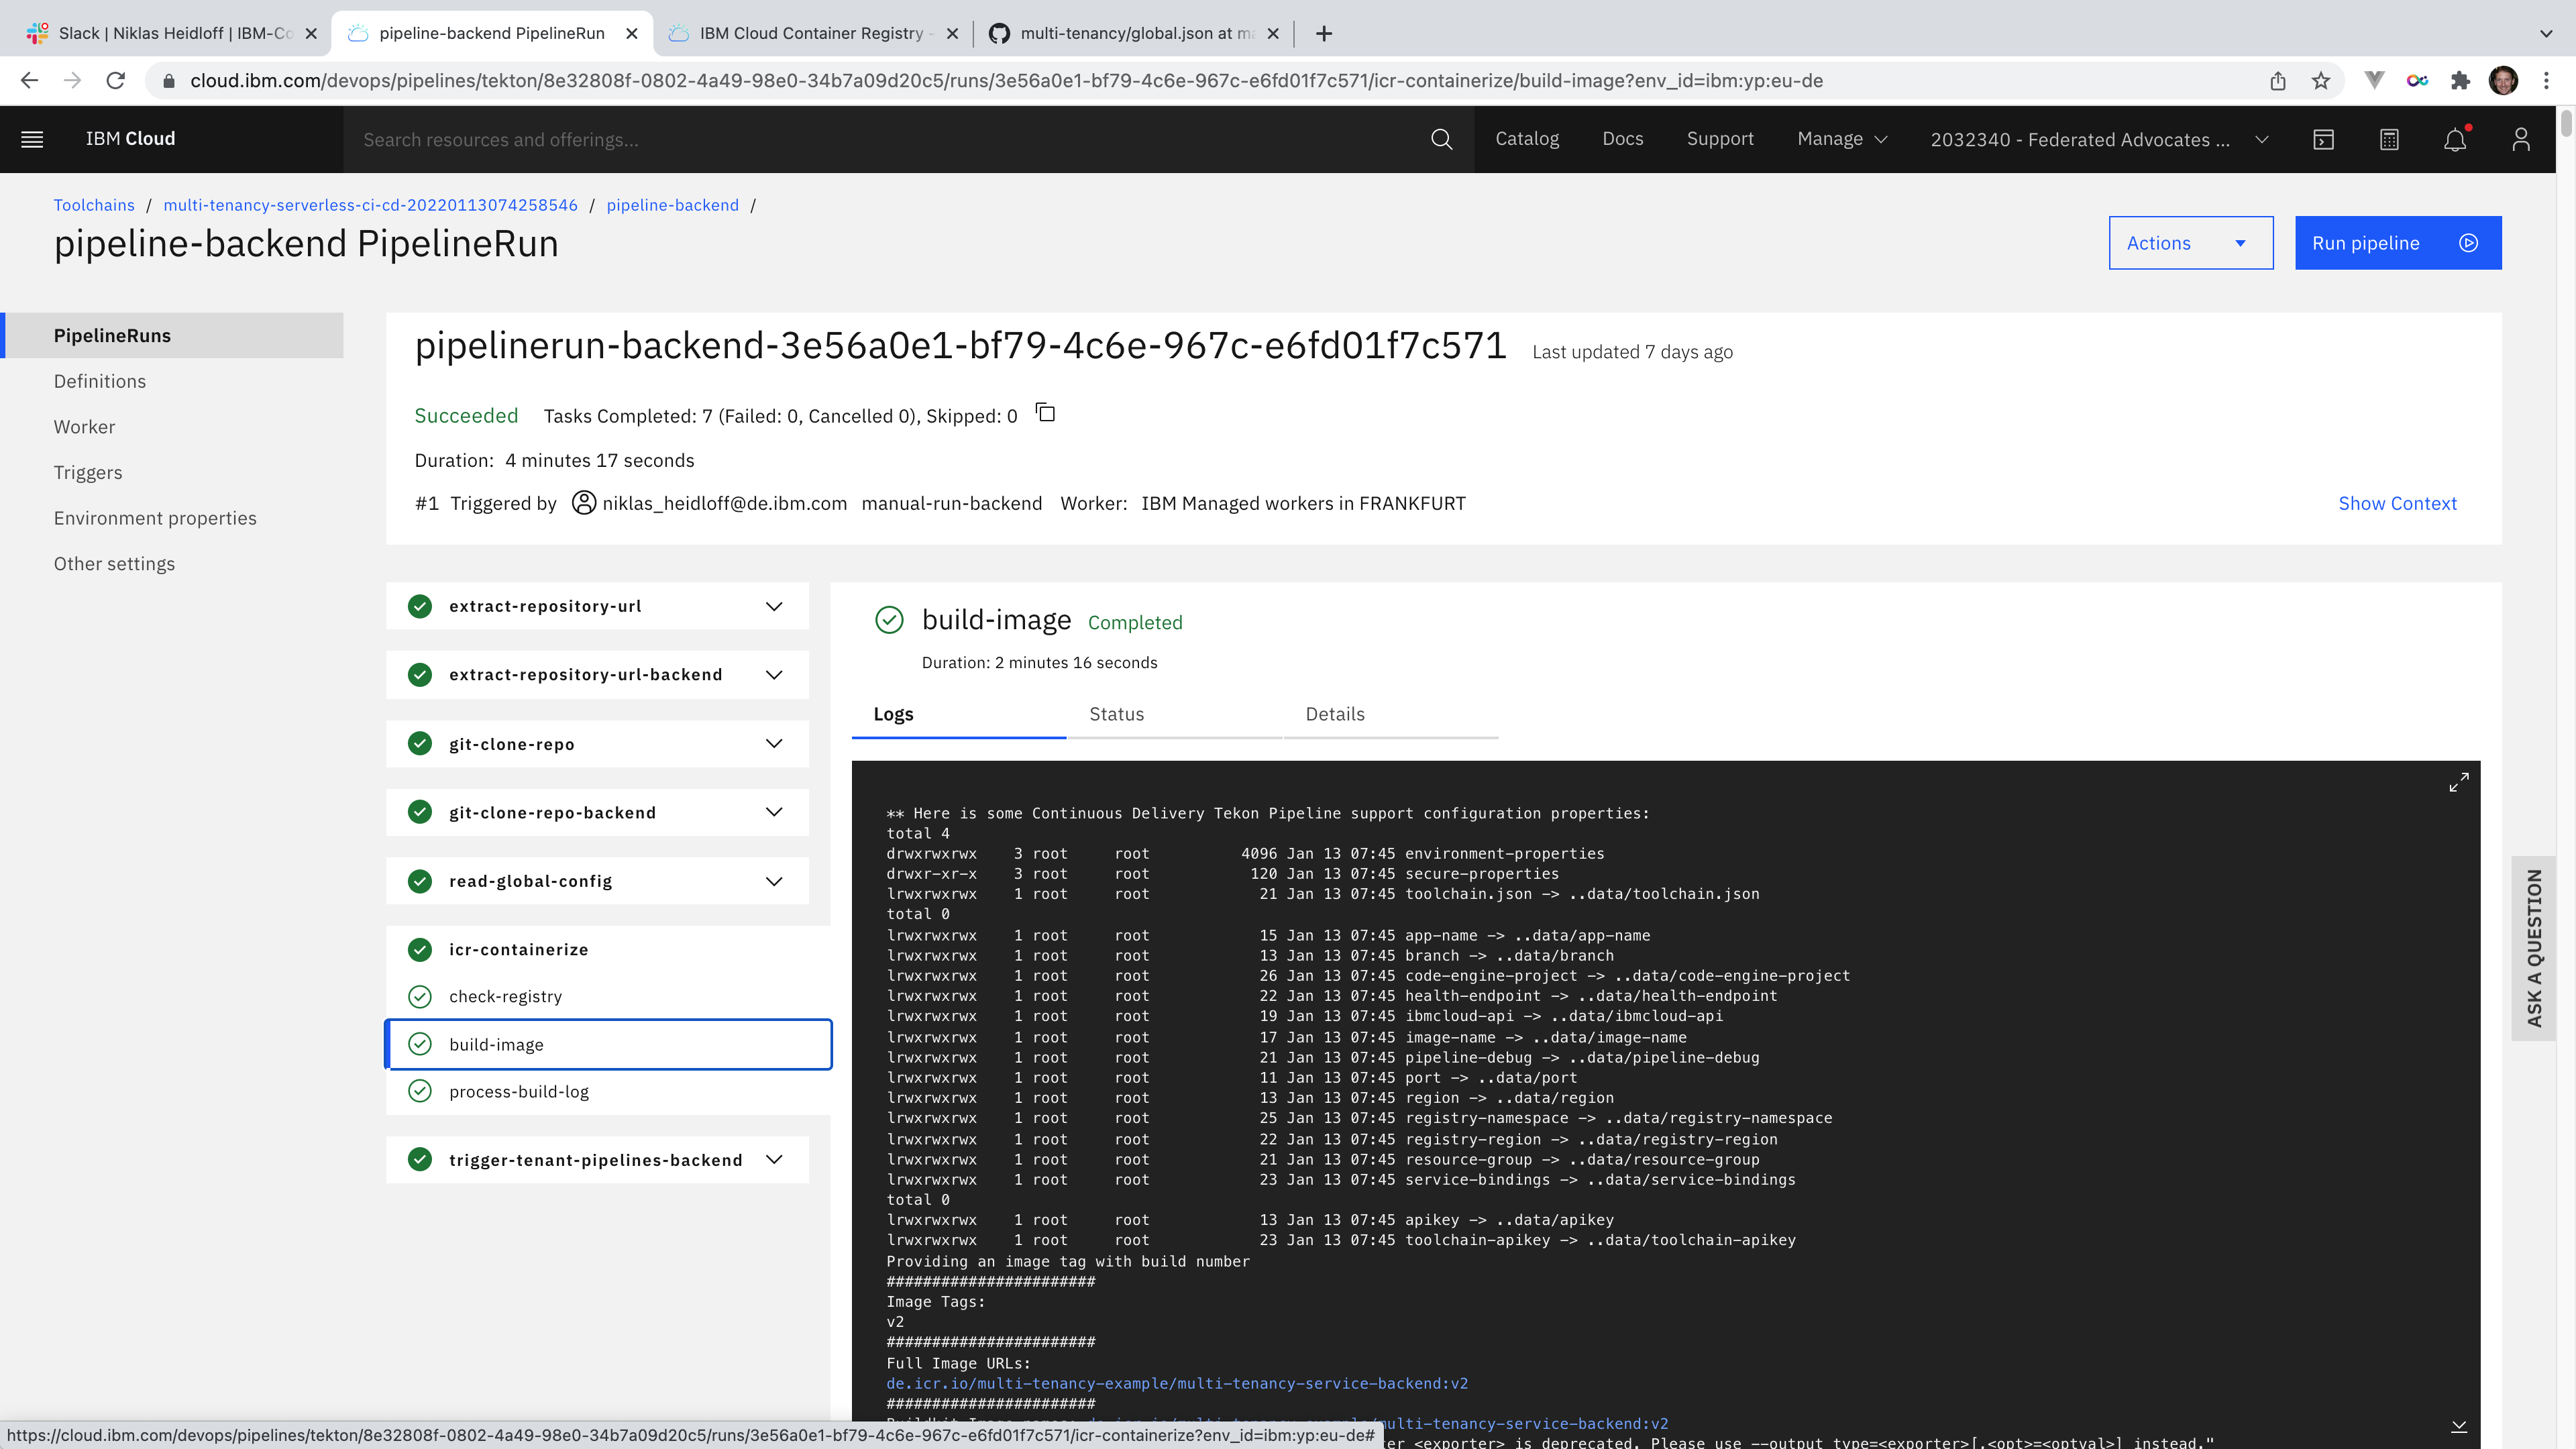 Slack | Niklas Heidloff | IBM-Co
pipeline-backend PipelineRun
IBM Cloud Container Registry -
multi-tenancy/global.json at ma
cloud.ibm.com/devops/pipelines/tekton/8e32808f-0802-4a49-98e0-34b7a09d20c5/runs/3e56a0e1-bf79-4c6e-967c-e6fd01f7c571/icr-containerize/build-image?env_id=ibm:yp:eu-de
IBM Cloud
Search resources and offerings...
Catalog
Docs
Support
Manage
2032340 - Federated Advocates ...
Toolchains / multi-tenancy-serverless-ci-cd-20220113074258546 / pipeline-backend /
pipeline-backend PipelineRun
Actions
Run pipeline
PipelineRuns
Definitions
Worker
Triggers
Environment properties
Other settings
pipelinerun-backend-3e56a0e1-bf79-4c6e-967c-e6fd01f7c571 Last updated 7 days ago
Succeeded Tasks Completed: 7 (Failed: 0, Cancelled 0), Skipped: 0
Duration: 4 minutes 17 seconds
#1 Triggered by niklas_heidloff@de.ibm.com manual-run-backend Worker: IBM Managed workers in FRANKFURT
Show Context
extract-repository-url
extract-repository-url-backend
git-clone-repo
git-clone-repo-backend
read-global-config
icr-containerize
check-registry
build-image
process-build-log
trigger-tenant-pipelines-backend
build-image Completed
Duration: 2 minutes 16 seconds
Logs
Status
Details
** Here is some Continuous Delivery Tekon Pipeline support configuration properties:
total 4
drwxrwxrwx 3 root root 4096 Jan 13 07:45 environment-properties
drwxr-xr-x 3 root root 120 Jan 13 07:45 secure-properties
lrwxrwxrwx 1 root root 21 Jan 13 07:45 toolchain.json -> ..data/toolchain.json
total 0
lrwxrwxrwx 1 root root 15 Jan 13 07:45 app-name -> ..data/app-name
lrwxrwxrwx 1 root root 13 Jan 13 07:45 branch -> ..data/branch
lrwxrwxrwx 1 root root 26 Jan 13 07:45 code-engine-project -> ..data/code-engine-project
lrwxrwxrwx 1 root root 22 Jan 13 07:45 health-endpoint -> ..data/health-endpoint
lrwxrwxrwx 1 root root 19 Jan 13 07:45 ibmcloud-api -> ..data/ibmcloud-api
lrwxrwxrwx 1 root root 17 Jan 13 07:45 image-name -> ..data/image-name
lrwxrwxrwx 1 root root 21 Jan 13 07:45 pipeline-debug -> ..data/pipeline-debug
lrwxrwxrwx 1 root root 11 Jan 13 07:45 port -> ..data/port
lrwxrwxrwx 1 root root 13 Jan 13 07:45 region -> ..data/region
lrwxrwxrwx 1 root root 25 Jan 13 07:45 registry-namespace -> ..data/registry-namespace
lrwxrwxrwx 1 root root 22 Jan 13 07:45 registry-region -> ..data/registry-region
lrwxrwxrwx 1 root root 21 Jan 13 07:45 resource-group -> ..data/resource-group
lrwxrwxrwx 1 root root 23 Jan 13 07:45 service-bindings -> ..data/service-bindings
total 0
lrwxrwxrwx 1 root root 13 Jan 13 07:45 apikey -> ..data/apikey
lrwxrwxrwx 1 root root 23 Jan 13 07:45 toolchain-apikey -> ..data/toolchain-apikey
Providing an image tag with build number
#######################
Image Tags:
v2
#######################
Full Image URLs:
de.icr.io/multi-tenancy-example/multi-tenancy-service-backend:v2
#######################
multi-tenancy-service-backend:v2
<exporter> is deprecated. Please use --output type=<exporter>[,<opt>=<optval>] instead."
ASK A QUESTION
https://cloud.ibm.com/devops/pipelines/tekton/8e32808f-0802-4a49-98e0-34b7a09d20c5/runs/3e56a0e1-bf79-4c6e-967c-e6fd01f7c571/icr-containerize?env_id=ibm:yp:eu-de#